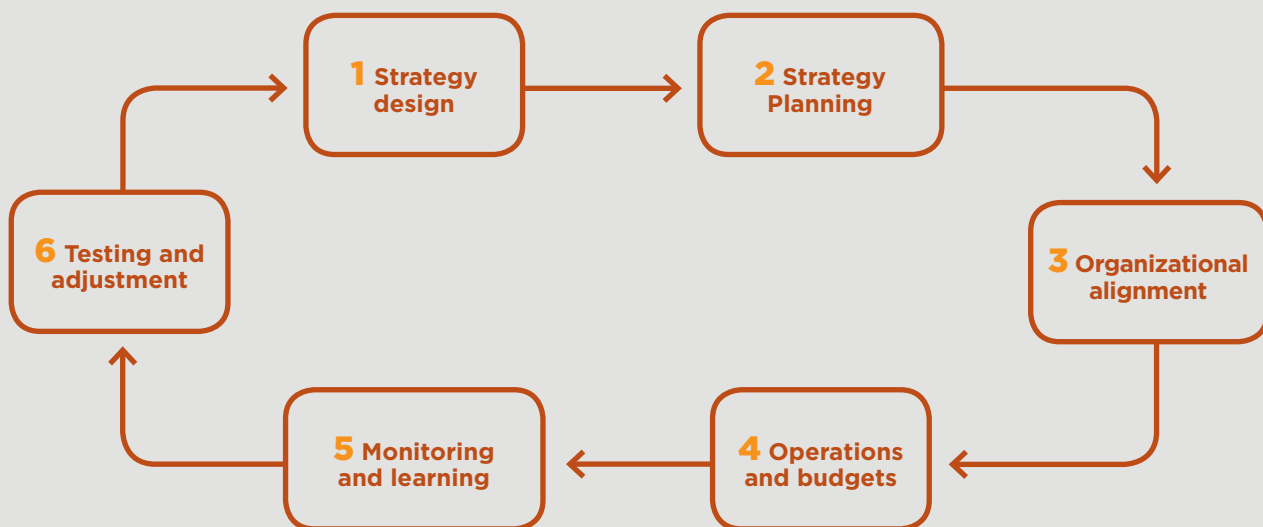 1 Strategy
design
2 Strategy
Planning
3 Organizational
alignment
4 Operations
and budgets
5 Monitoring
and learning
6 Testing and
adjustment